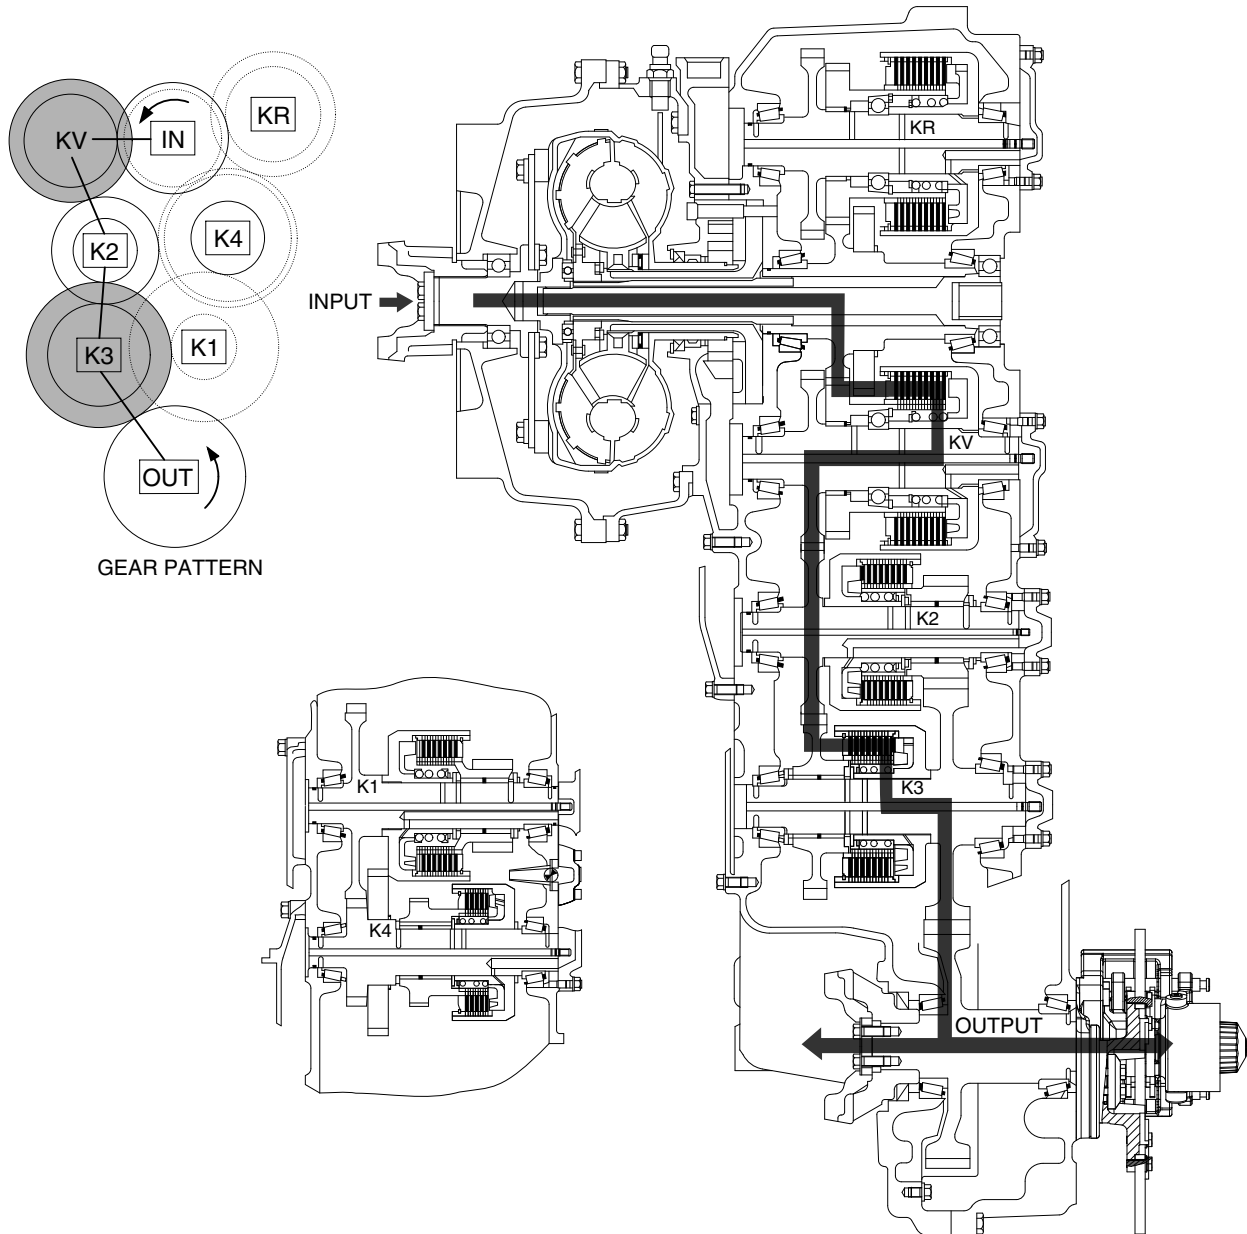 KR
KV
IN
K2
K4
K3
K1
OUT
GEAR PATTERN
INPUT
KR
KV
K2
K3
K1
K4
OUTPUT